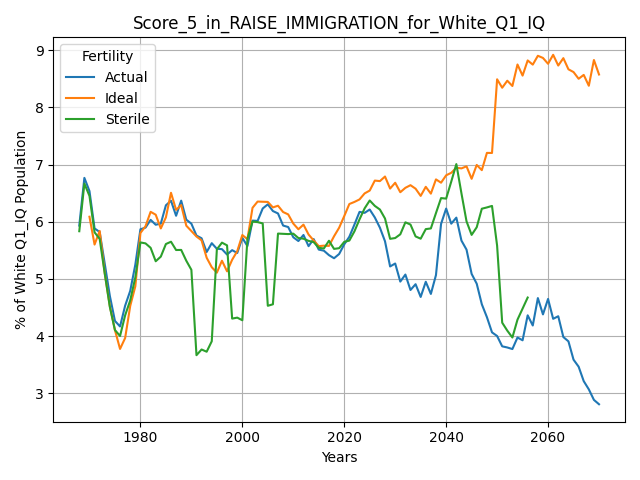 Score_5_in_RAISE_IMMIGRATION_for_White_Q1_IQ
Fertility
Actual
Ideal
Sterile
% of White Q1_IQ Population
9
8
7
6
5
4
3
1980
2000
2020
2040
2060
Years